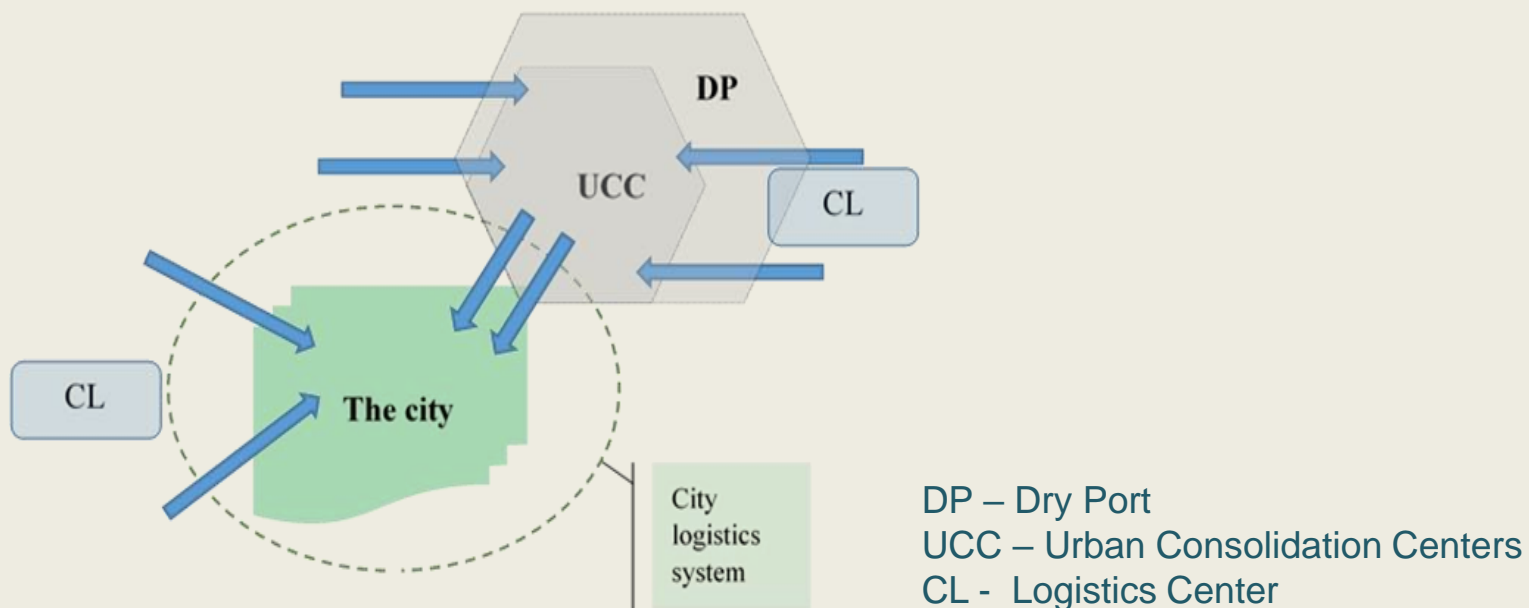 DP
UCC
CL
CL
The city
City
logistics
system
DP – Dry Port
UCC – Urban Consolidation Centers
CL - Logistics Center